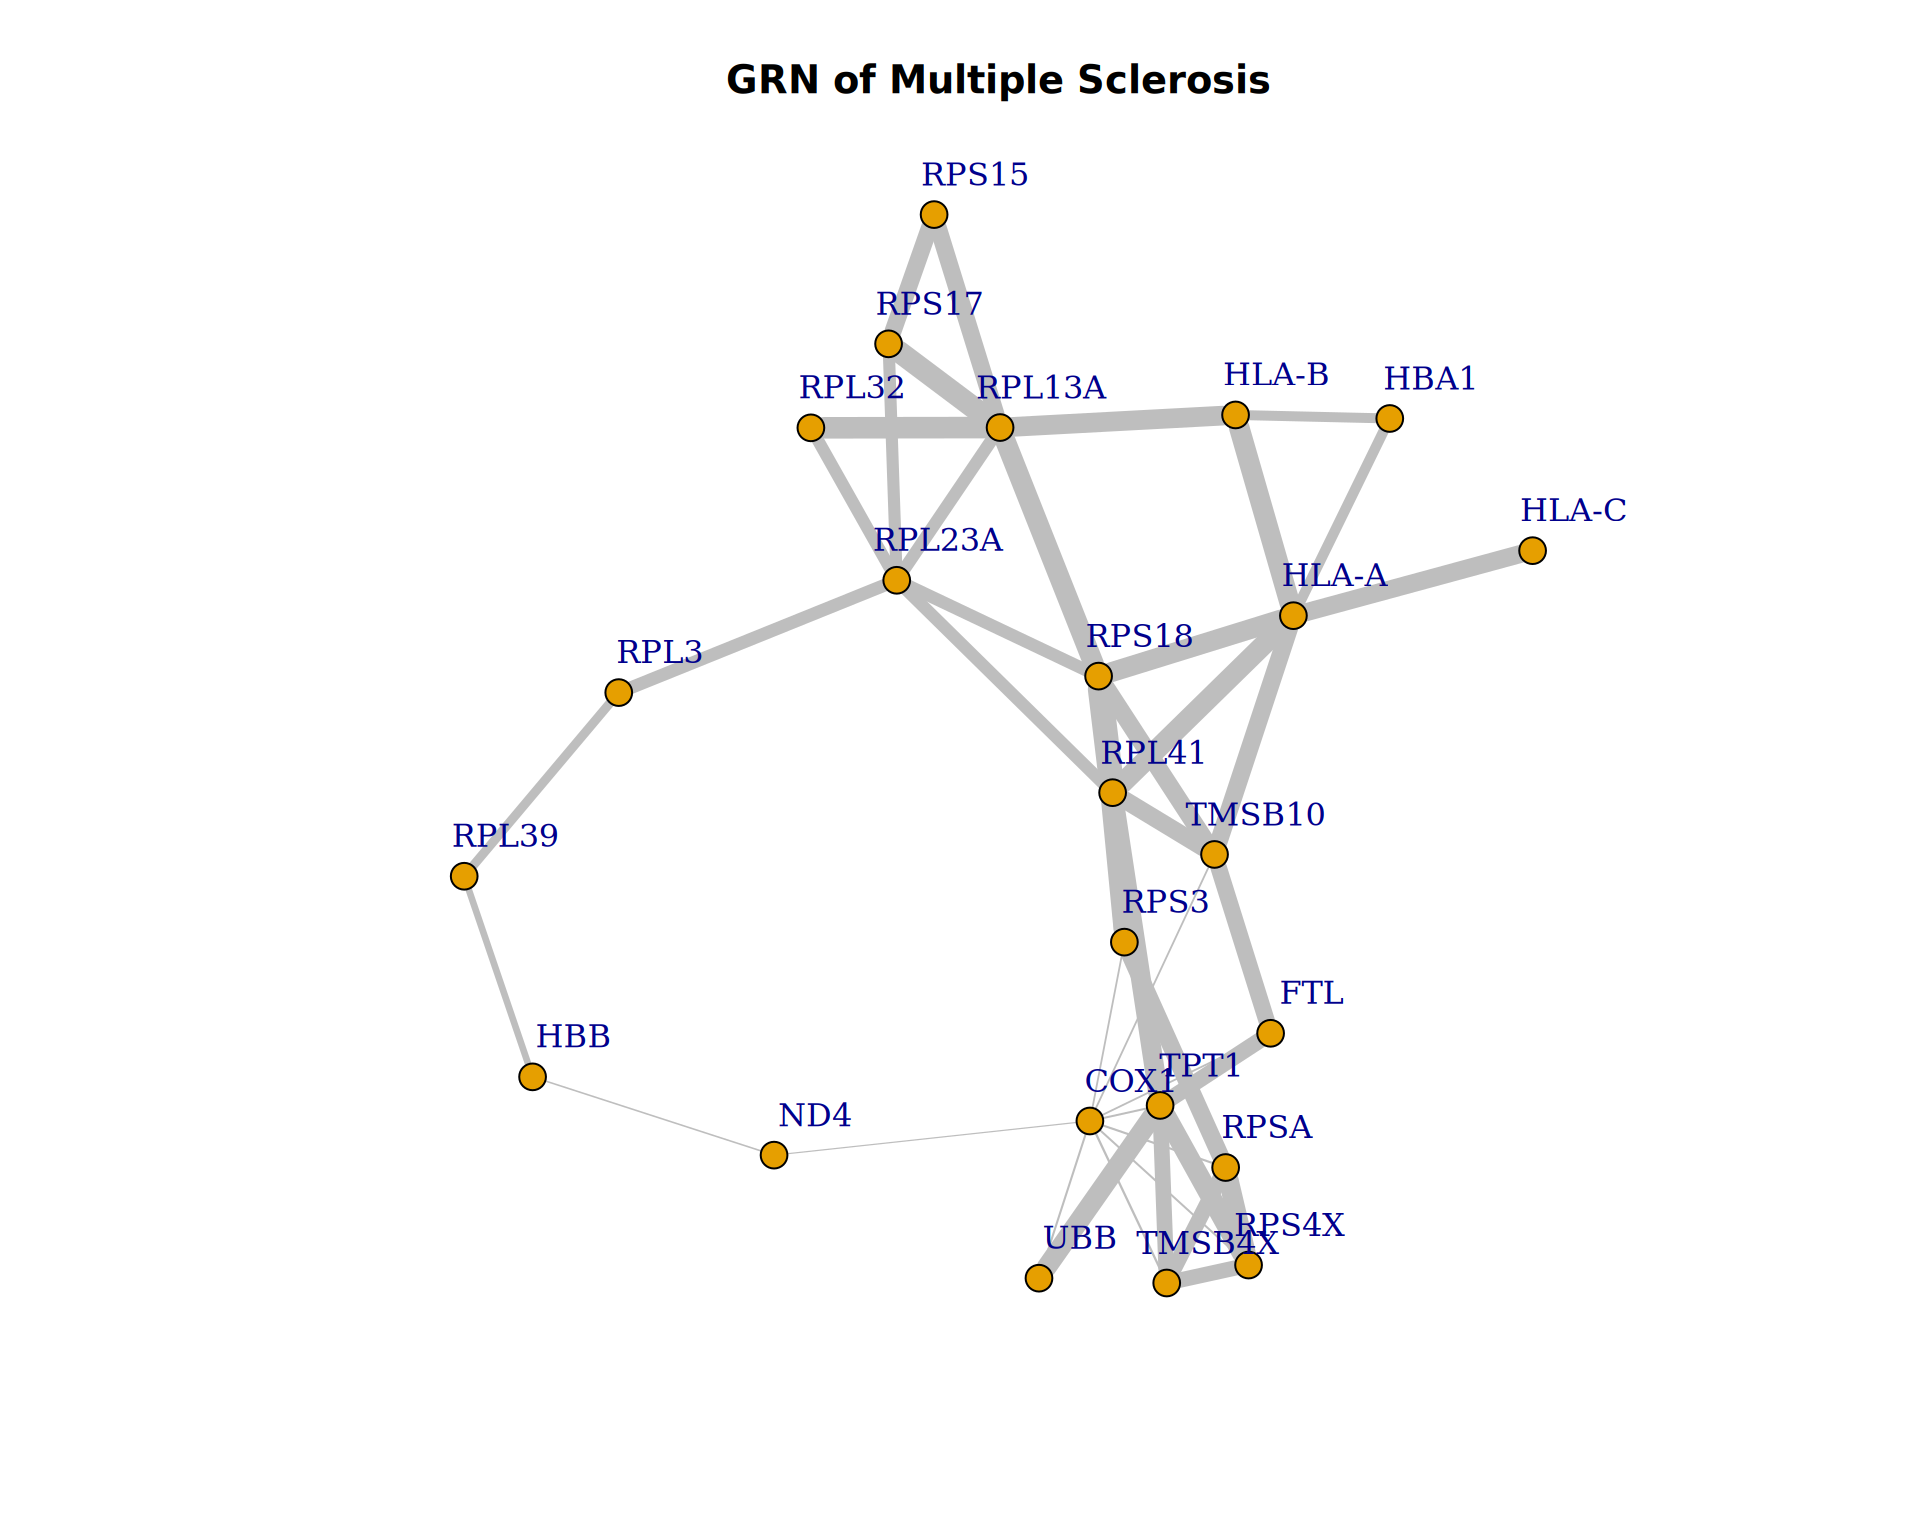 GRN of Multiple Sclerosis
RPS15
RPS17
RPL32
RPL13A
HLA-B
HBA1
HLA-C
RPL23A
HLA-A
RPS18
RPL3
RPL41
TMSB10
RPL39
RPS3
FTL
HBB
TPT1
COX1
ND4
RPSA
RPS4X
UBB
TMSB4X